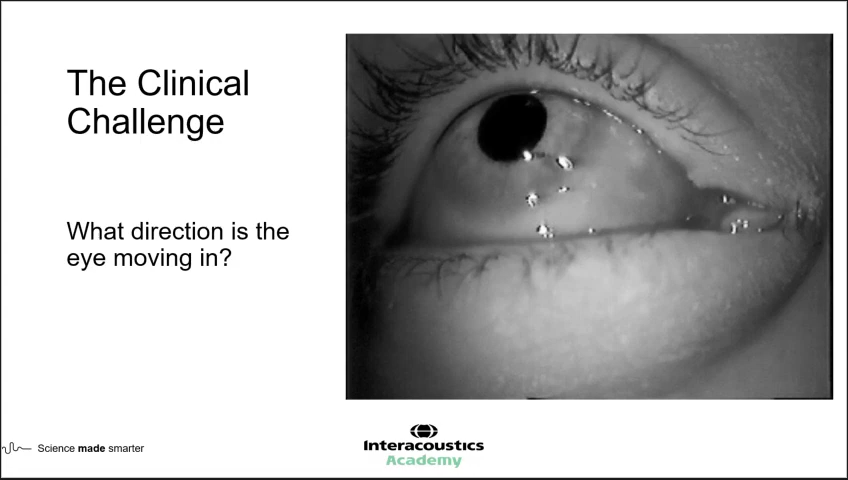 The Clinical
Challenge
What direction is the
eye moving in?
Science made smarter
Interacoustics
Academy